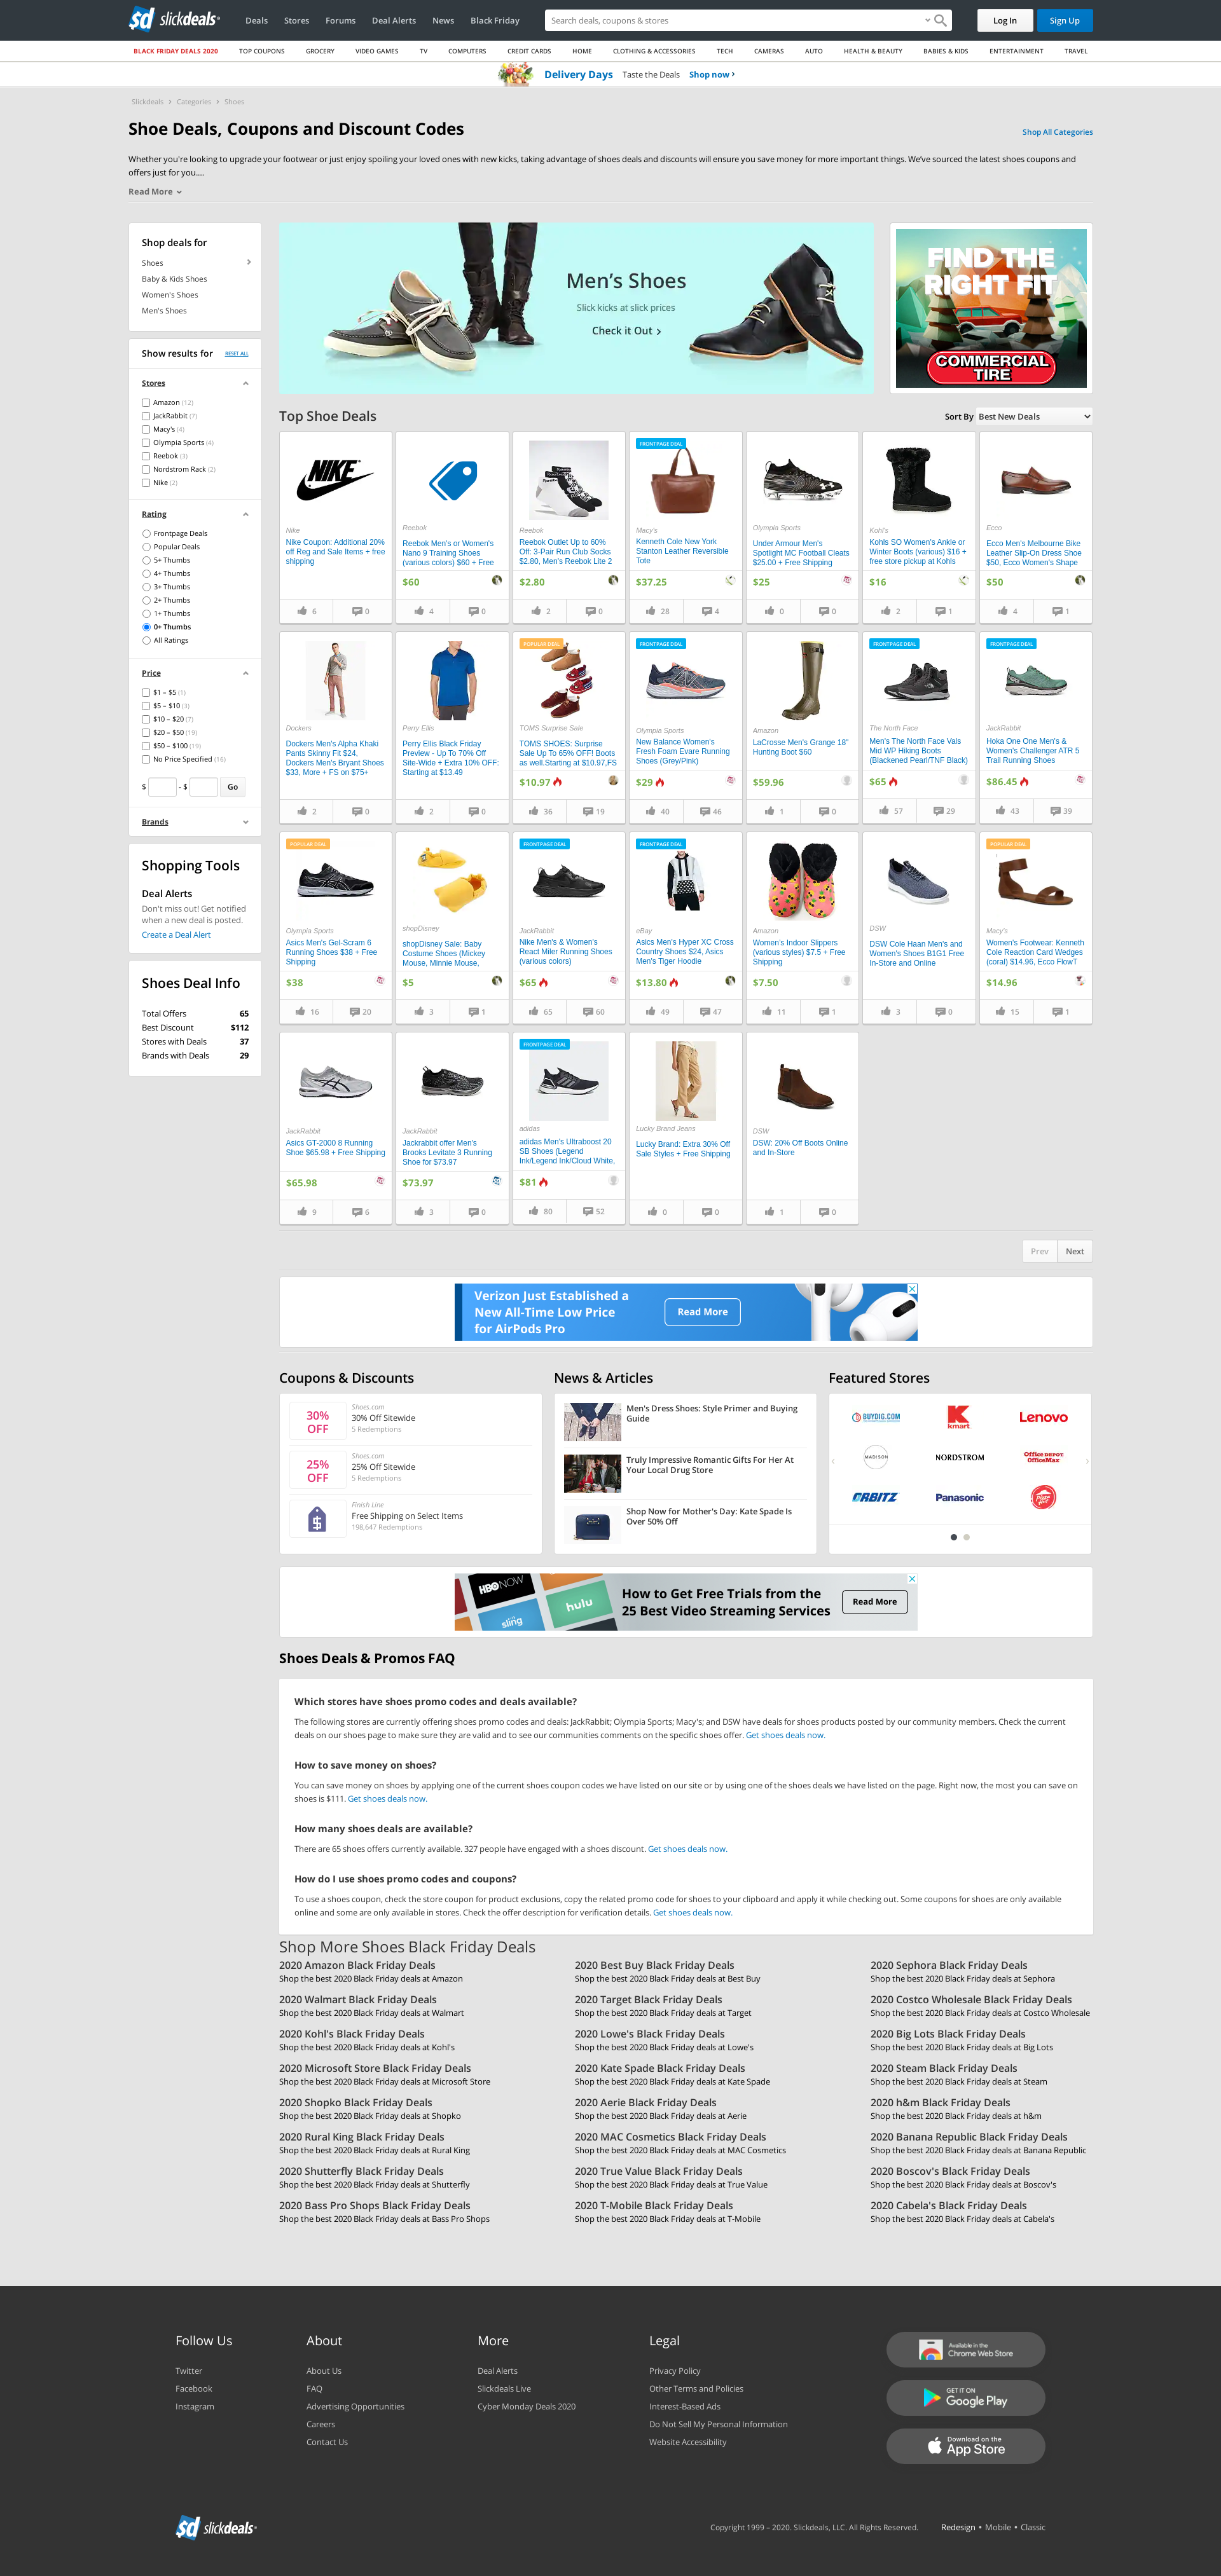 slickdeals
Deals Stores Forums Deal Alerts News Black Friday
Search deals, coupons & stores
Log In
Sign Up
BLACK FRIDAY DEALS 2020 TOP COUPONS GROCERY VIDEO GAMES TV COMPUTERS CREDIT CARDS HOME CLOTHING & ACCESSORIES TECH CAMERAS AUTO HEALTH & BEAUTY BABIES & KIDS ENTERTAINMENT TRAVEL
Delivery Days Taste the Deals Shop now
Slickdeals Categories Shoes
Shoe Deals, Coupons and Discount Codes
Shop All Categories
Whether you're looking to upgrade your footwear or just enjoy spoiling your loved ones with new kicks, taking advantage of shoes deals and discounts will ensure you save money for more important things. We've sourced the latest shoes coupons and
offers just for you....
Read More
Shop deals for
Shoes
Baby & Kids Shoes
Women's Shoes
Men's Shoes
Show results for RESET ALL
Stores
Amazon (12)
JackRabbit (7)
Macy's (4)
Olympia Sports (4)
Reebok (3)
Nordstrom Rack (2)
Nike (2)
Rating
Frontpage Deals
Popular Deals
5+ Thumbs
4+ Thumbs
3+ Thumbs
2+ Thumbs
1+ Thumbs
0+ Thumbs
All Ratings
Price
$1 – $5 (1)
$5 – $10 (3)
$10 – $20 (7)
$20 – $50 (19)
$50 – $100 (19)
No Price Specified (16)
$ - $ Go
Brands
Shopping Tools
Deal Alerts
Don't miss out! Get notified
when a new deal is posted.
Create a Deal Alert
Shoes Deal Info
Total Offers 65
Best Discount $112
Stores with Deals 37
Brands with Deals 29
Men's Shoes
Slick kicks at slick prices
Check it Out
FIND THE
RIGHT FIT
COMMERCIAL
TIRE
Top Shoe Deals
Sort By Best New Deals
NIKE
Nike
Nike Coupon: Additional 20%
off Reg and Sale Items + free
shipping
6 0
Reebok
Reebok Men's or Women's
Nano 9 Training Shoes
(various colors) $60 + Free
$60
4 0
Reebok
Reebok Outlet Up to 60%
Off: 3-Pair Run Club Socks
$2.80, Men's Reebok Lite 2
$2.80
2 0
FRONTPAGE DEAL
Macy's
Kenneth Cole New York
Stanton Leather Reversible
Tote
$37.25
28 4
Olympia Sports
Under Armour Men's
Spotlight MC Football Cleats
$25.00 + Free Shipping
$25
0 0
Kohl's
Kohls SO Women's Ankle or
Winter Boots (various) $16 +
free store pickup at Kohls
$16
2 1
Ecco
Ecco Men's Melbourne Bike
Leather Slip-On Dress Shoe
$50, Ecco Women's Shape
$50
4 1
Dockers
Dockers Men's Alpha Khaki
Pants Skinny Fit $24,
Dockers Men's Bryant Shoes
$33, More + FS on $75+
2 0
Perry Ellis
Perry Ellis Black Friday
Preview - Up To 70% Off
Site-Wide + Extra 10% OFF:
Starting at $13.49
2 0
POPULAR DEAL
TOMS Surprise Sale
TOMS SHOES: Surprise
Sale Up To 65% OFF! Boots
as well.Starting at $10.97,FS
$10.97
36 19
FRONTPAGE DEAL
Olympia Sports
New Balance Women's
Fresh Foam Evare Running
Shoes (Grey/Pink)
$29
40 46
Amazon
LaCrosse Men's Grange 18"
Hunting Boot $60
$59.96
1 0
FRONTPAGE DEAL
The North Face
Men's The North Face Vals
Mid WP Hiking Boots
(Blackened Pearl/TNF Black)
$65
57 29
FRONTPAGE DEAL
JackRabbit
Hoka One One Men's &
Women's Challenger ATR 5
Trail Running Shoes
$86.45
43 39
POPULAR DEAL
Olympia Sports
Asics Men's Gel-Scram 6
Running Shoes $38 + Free
Shipping
$38
16 20
shopDisney
shopDisney Sale: Baby
Costume Shoes (Mickey
Mouse, Minnie Mouse,
$5
3 1
FRONTPAGE DEAL
JackRabbit
Nike Men's & Women's
React Miler Running Shoes
(various colors)
$65
65 60
FRONTPAGE DEAL
eBay
Asics Men's Hyper XC Cross
Country Shoes $24, Asics
Men's Tiger Hoodie
$13.80
49 47
Amazon
Women's Indoor Slippers
(various styles) $7.5 + Free
Shipping
$7.50
11 1
DSW
DSW Cole Haan Men's and
Women's Shoes B1G1 Free
In-Store and Online
3 0
POPULAR DEAL
Macy's
Women's Footwear: Kenneth
Cole Reaction Card Wedges
(coral) $14.96, Ecco FlowT
$14.96
15 1
JackRabbit
Asics GT-2000 8 Running
Shoe $65.98 + Free Shipping
$65.98
9 6
JackRabbit
Jackrabbit offer Men's
Brooks Levitate 3 Running
Shoe for $73.97
$73.97
3 0
FRONTPAGE DEAL
adidas
adidas Men's Ultraboost 20
SB Shoes (Legend
Ink/Legend Ink/Cloud White,
$81
80 52
Lucky Brand Jeans
Lucky Brand: Extra 30% Off
Sale Styles + Free Shipping
0 0
DSW
DSW: 20% Off Boots Online
and In-Store
1 0
Prev Next
Verizon Just Established a
New All-Time Low Price
for AirPods Pro
Read More
Coupons & Discounts
30%
OFF
Shoes.com
30% Off Sitewide
5 Redemptions
25%
OFF
Shoes.com
25% Off Sitewide
5 Redemptions
Finish Line
Free Shipping on Select Items
198,647 Redemptions
News & Articles
Men's Dress Shoes: Style Primer and Buying
Guide
Truly Impressive Romantic Gifts For Her At
Your Local Drug Store
Shop Now for Mother's Day: Kate Spade Is
Over 50% Off
Featured Stores
BUYDIG.COM
kmart
Lenovo
MADISON
NORDSTROM
Office DEPOT
OfficeMax
ORBITZ
Panasonic
Pizza Hut
HBO NOW
sling
hulu
How to Get Free Trials from the
25 Best Video Streaming Services
Read More
Shoes Deals & Promos FAQ
Which stores have shoes promo codes and deals available?
The following stores are currently offering shoes promo codes and deals: JackRabbit; Olympia Sports; Macy's; and DSW have deals for shoes products posted by our community members. Check the current
deals on our shoes page to make sure they are valid and to see our communities comments on the specific shoes offer. Get shoes deals now.
How to save money on shoes?
You can save money on shoes by applying one of the current shoes coupon codes we have listed on our site or by using one of the shoes deals we have listed on the page. Right now, the most you can save on
shoes is $111. Get shoes deals now.
How many shoes deals are available?
There are 65 shoes offers currently available. 327 people have engaged with a shoes discount. Get shoes deals now.
How do I use shoes promo codes and coupons?
To use a shoes coupon, check the store coupon for product exclusions, copy the related promo code for shoes to your clipboard and apply it while checking out. Some coupons for shoes are only available
online and some are only available in stores. Check the offer description for verification details. Get shoes deals now.
Shop More Shoes Black Friday Deals
2020 Amazon Black Friday Deals
Shop the best 2020 Black Friday deals at Amazon
2020 Best Buy Black Friday Deals
Shop the best 2020 Black Friday deals at Best Buy
2020 Sephora Black Friday Deals
Shop the best 2020 Black Friday deals at Sephora
2020 Walmart Black Friday Deals
Shop the best 2020 Black Friday deals at Walmart
2020 Target Black Friday Deals
Shop the best 2020 Black Friday deals at Target
2020 Costco Wholesale Black Friday Deals
Shop the best 2020 Black Friday deals at Costco Wholesale
2020 Kohl's Black Friday Deals
Shop the best 2020 Black Friday deals at Kohl's
2020 Lowe's Black Friday Deals
Shop the best 2020 Black Friday deals at Lowe's
2020 Big Lots Black Friday Deals
Shop the best 2020 Black Friday deals at Big Lots
2020 Microsoft Store Black Friday Deals
Shop the best 2020 Black Friday deals at Microsoft Store
2020 Kate Spade Black Friday Deals
Shop the best 2020 Black Friday deals at Kate Spade
2020 Steam Black Friday Deals
Shop the best 2020 Black Friday deals at Steam
2020 Shopko Black Friday Deals
Shop the best 2020 Black Friday deals at Shopko
2020 Aerie Black Friday Deals
Shop the best 2020 Black Friday deals at Aerie
2020 h&m Black Friday Deals
Shop the best 2020 Black Friday deals at h&m
2020 Rural King Black Friday Deals
Shop the best 2020 Black Friday deals at Rural King
2020 MAC Cosmetics Black Friday Deals
Shop the best 2020 Black Friday deals at MAC Cosmetics
2020 Banana Republic Black Friday Deals
Shop the best 2020 Black Friday deals at Banana Republic
2020 Shutterfly Black Friday Deals
Shop the best 2020 Black Friday deals at Shutterfly
2020 True Value Black Friday Deals
Shop the best 2020 Black Friday deals at True Value
2020 Boscov's Black Friday Deals
Shop the best 2020 Black Friday deals at Boscov's
2020 Bass Pro Shops Black Friday Deals
Shop the best 2020 Black Friday deals at Bass Pro Shops
2020 T-Mobile Black Friday Deals
Shop the best 2020 Black Friday deals at T-Mobile
2020 Cabela's Black Friday Deals
Shop the best 2020 Black Friday deals at Cabela's
Follow Us
Twitter
Facebook
Instagram
About
About Us
FAQ
Advertising Opportunities
Careers
Contact Us
More
Deal Alerts
Slickdeals Live
Cyber Monday Deals 2020
Legal
Privacy Policy
Other Terms and Policies
Interest-Based Ads
Do Not Sell My Personal Information
Website Accessibility
Available in the
Chrome Web Store
GET IT ON
Google Play
Download on the
App Store
slickdeals
Copyright 1999 – 2020. Slickdeals, LLC. All Rights Reserved. Redesign • Mobile • Classic